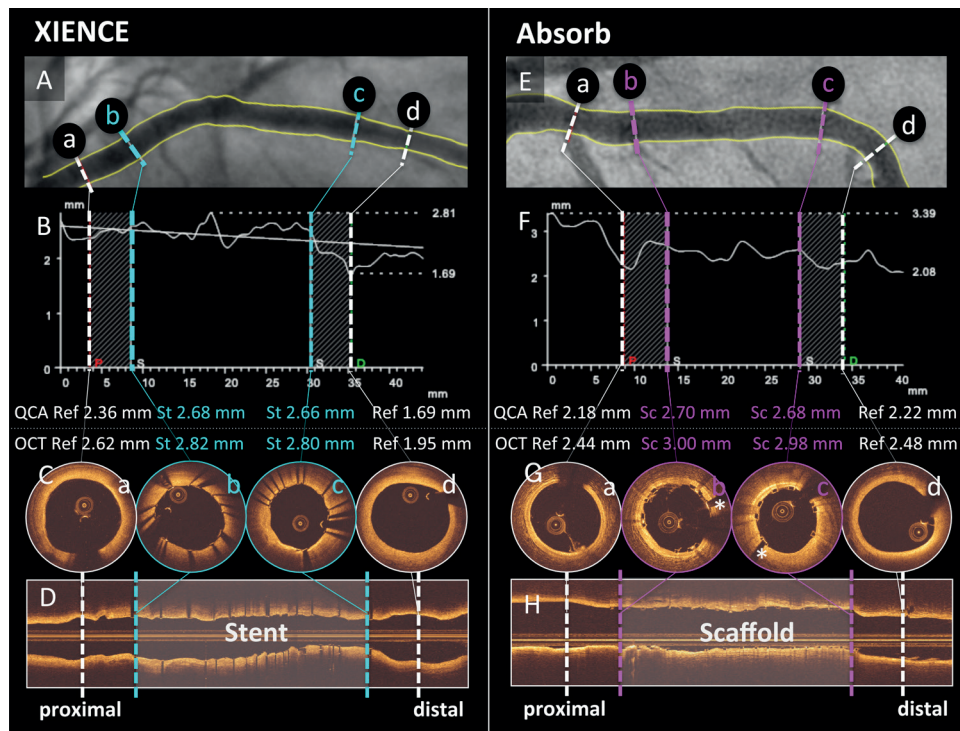 XIENCE
A
a
b
c
d
B
mm
2
1
0
2.81
1.69
P
S
S
D
0 5 10 15 20 25 30 35 40
mm
QCA Ref 2.36 mm St 2.68 mm St 2.66 mm Ref 1.69 mm
OCT Ref 2.62 mm St 2.82 mm St 2.80 mm Ref 1.95 mm
C
a
b
c
d
D
Stent
proximal
distal
Absorb
E
a
b
c
d
F
mm
3
2
1
0
3.39
2.08
P
S
S
D
0 5 10 15 20 25 30 35 40
mm
QCA Ref 2.18 mm Sc 2.70 mm Sc 2.68 mm Ref 2.22 mm
OCT Ref 2.44 mm Sc 3.00 mm Sc 2.98 mm Ref 2.48 mm
G
a
b
*
c
*
d
H
Scaffold
proximal
distal